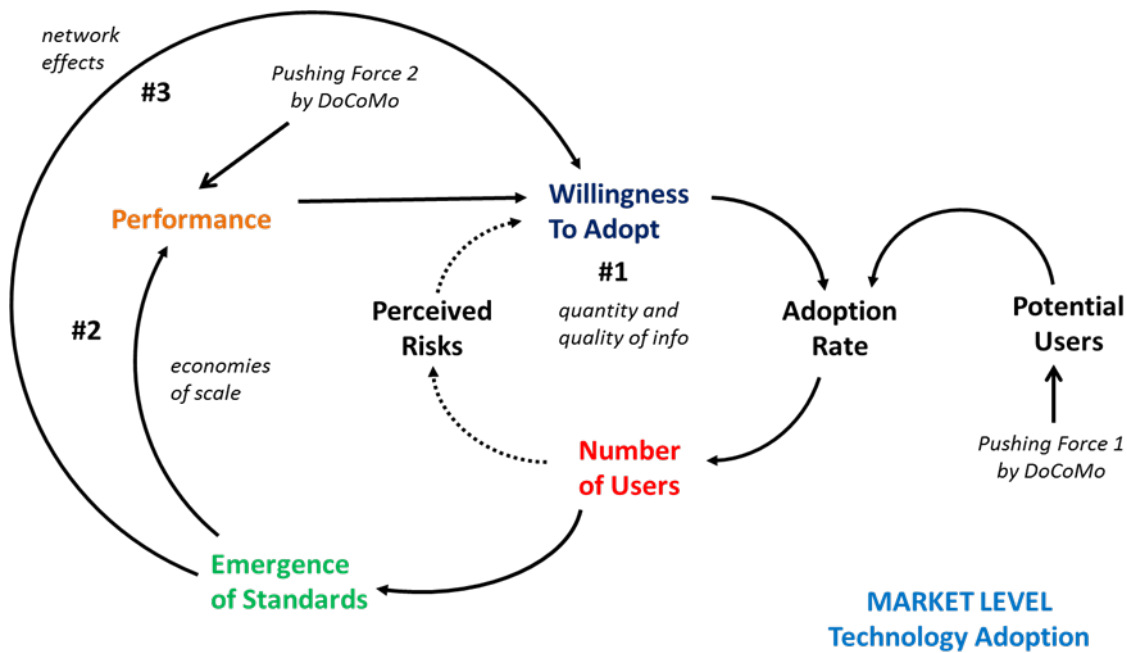 network
effects
#3
Pushing Force 2
by DoCoMo
Performance
Willingness
To Adopt
#1
quantity and
quality of info
Perceived
Risks
Adoption
Rate
Potential
Users
#2
economies
of scale
Pushing Force 1
by DoCoMo
Number
of Users
Emergence
of Standards
MARKET LEVEL
Technology Adoption